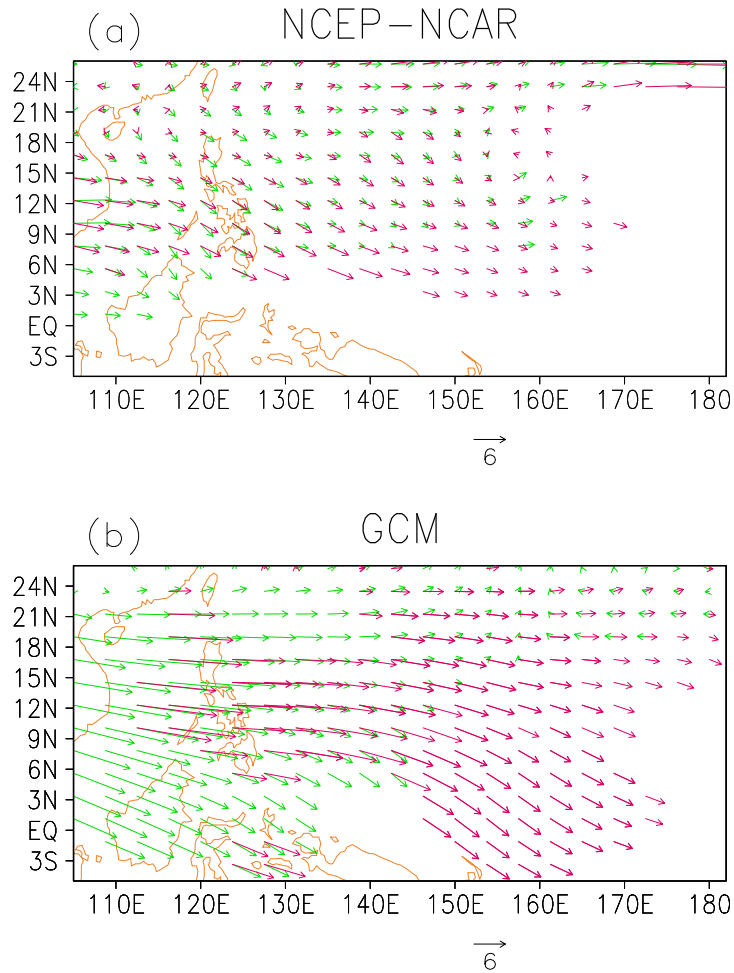 (a) NCEP−NCAR
24N
21N
18N
15N
12N
9N
6N
3N
EQ
3S
110E 120E 130E 140E 150E 160E 170E 180
6
(b) GCM
24N
21N
18N
15N
12N
9N
6N
3N
EQ
3S
110E 120E 130E 140E 150E 160E 170E 180
6